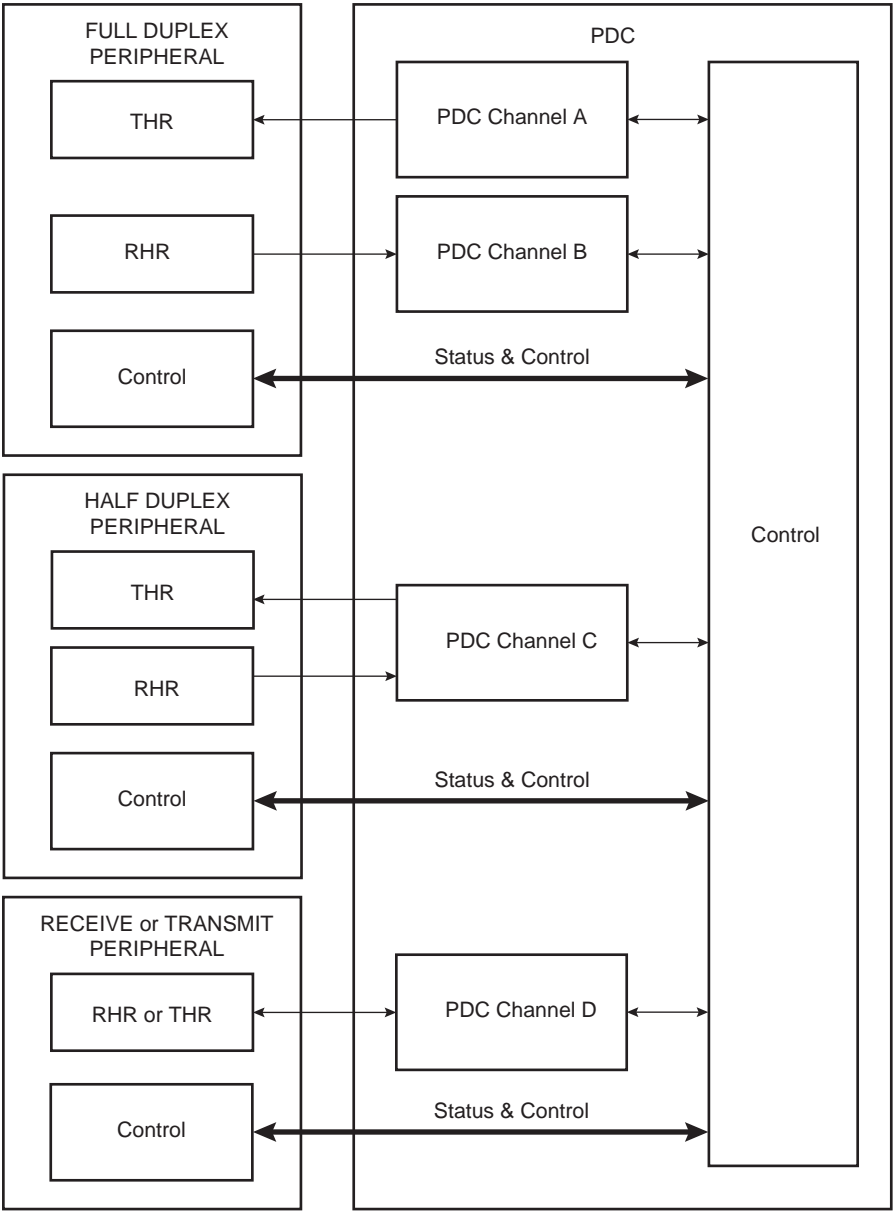 FULL DUPLEX
PERIPHERAL
THR
RHR
Control
HALF DUPLEX
PERIPHERAL
THR
RHR
Control
RECEIVE or TRANSMIT
PERIPHERAL
RHR or THR
Control
PDC
PDC Channel A
PDC Channel B
Status & Control
PDC Channel C
Status & Control
PDC Channel D
Status & Control
Control